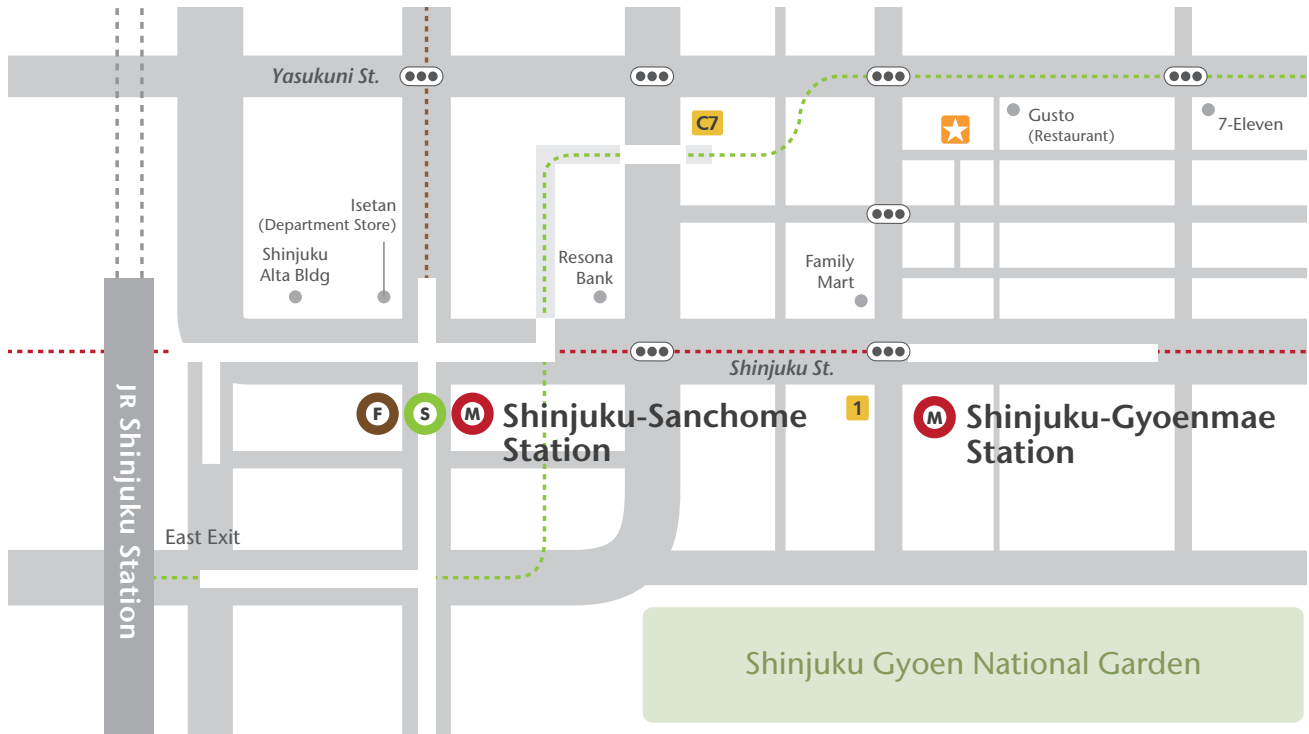 Yasukuni St.
C7
Gusto
(Restaurant)
7-Eleven
Isetan
(Department Store)
Shinjuku
Alta Bldg
Resona
Bank
Family
Mart
Shinjuku St.
JR Shinjuku Station
F
S
M
Shinjuku-Sanchome
Station
1
M
Shinjuku-Gyoenmae
Station
East Exit
Shinjuku Gyoen National Garden